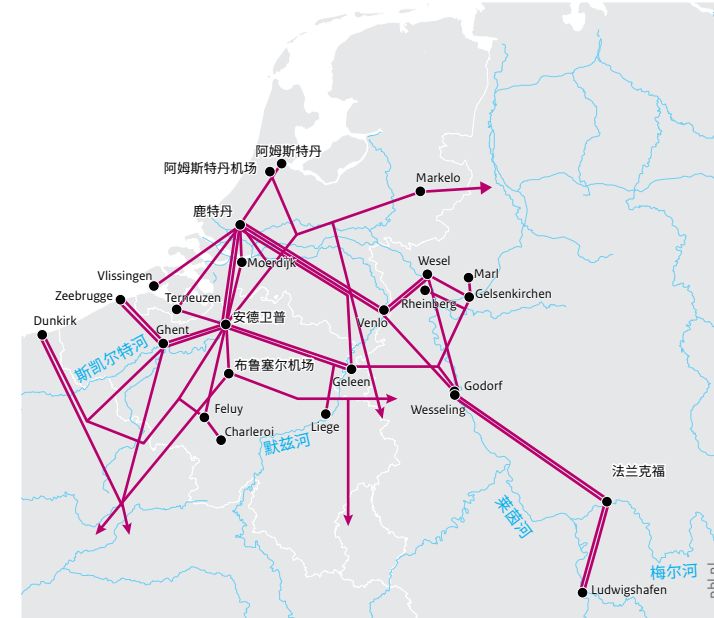 阿姆斯特丹
阿姆斯特丹机场
Markelo
鹿特丹
Moerdijk
Wesel
Marl
Vlissingen
Zeebrugge
Terneuzen
Rheinberg
Gelsenkirchen
Dunkirk
安德卫普
Venlo
Ghent
斯凯尔特河
布鲁塞尔机场
Geleen
Godorf
Wesseling
Feluy
Liege
Charleroi
默兹河
法兰克福
莱茵河
梅尔河
Ludwigshafen
pbl.nl